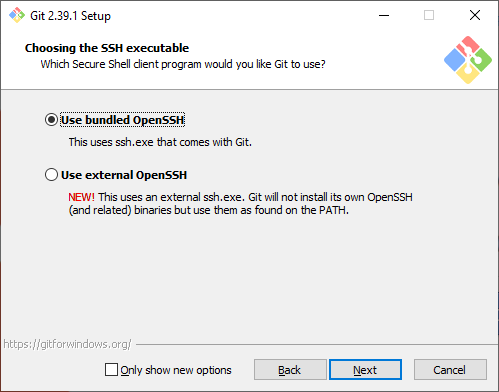 Git 2.39.1 Setup
Choosing the SSH executable
Which Secure Shell client program would you like Git to use?
Use bundled OpenSSH
This uses ssh.exe that comes with Git.
Use external OpenSSH
NEW! This uses an external ssh.exe. Git will not install its own OpenSSH
(and related) binaries but use them as found on the PATH.
https://gitforwindows.org/
Only show new options
Back
Next
Cancel